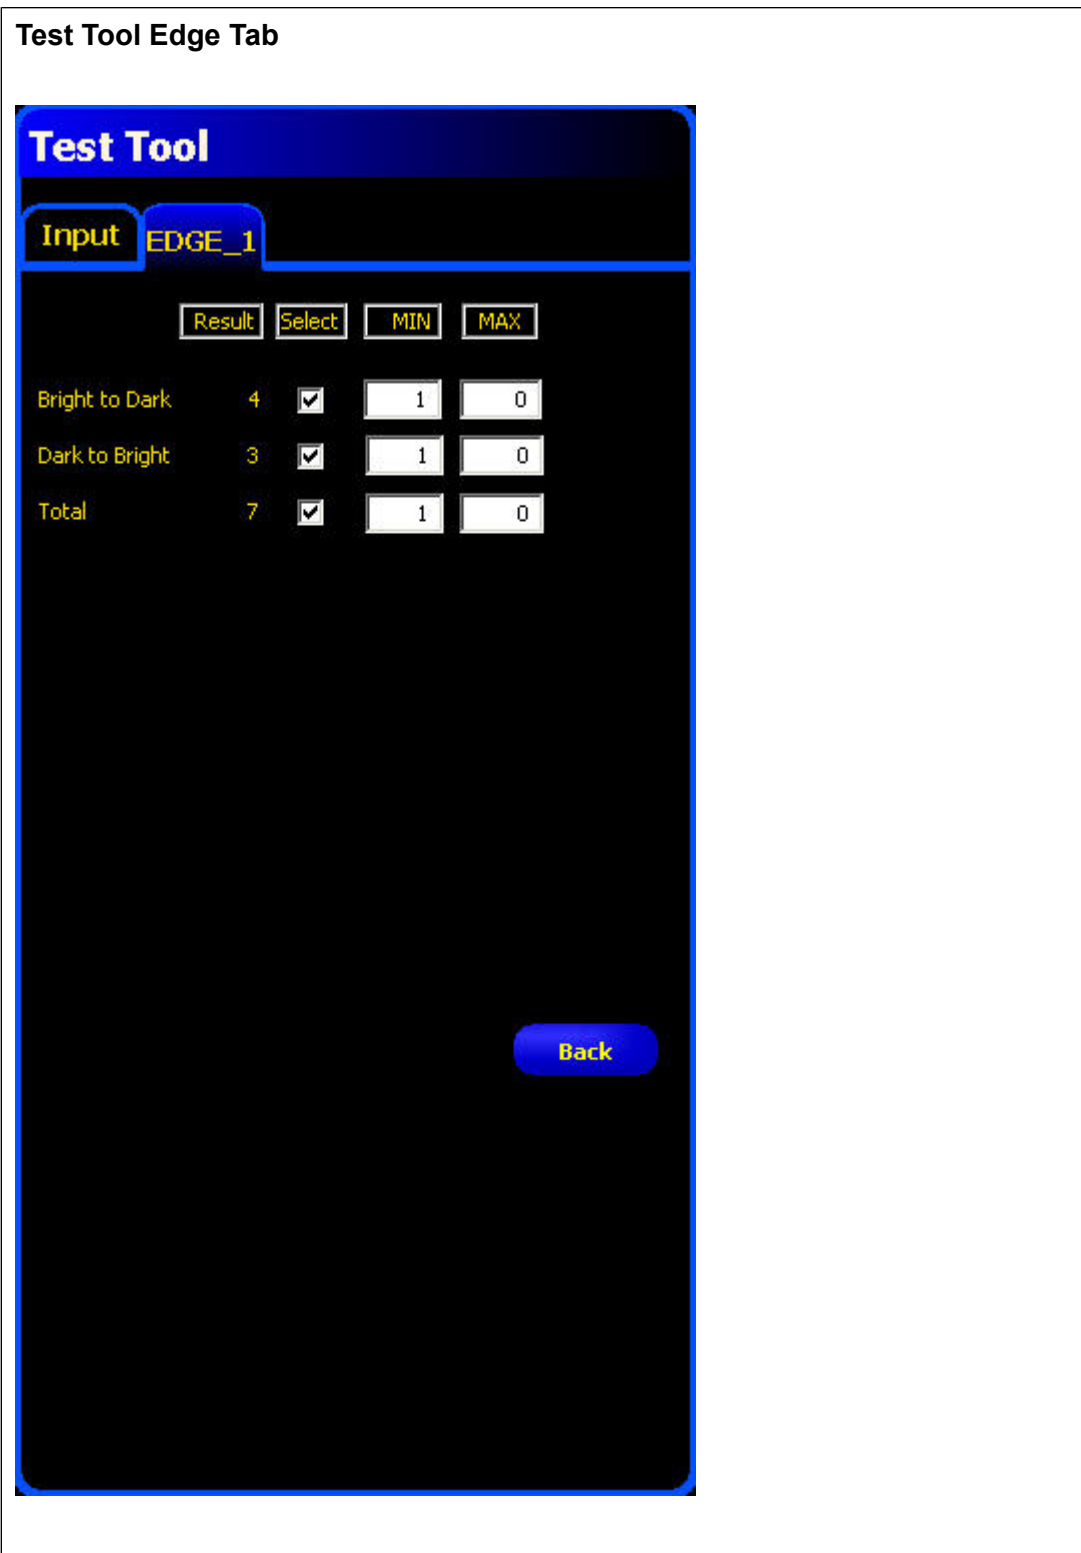 Test Tool Edge Tab
Test Tool
Input EDGE_1
Result Select MIN MAX
Bright to Dark 4 1 0
Dark to Bright 3 1 0
Total 7 1 0
Back